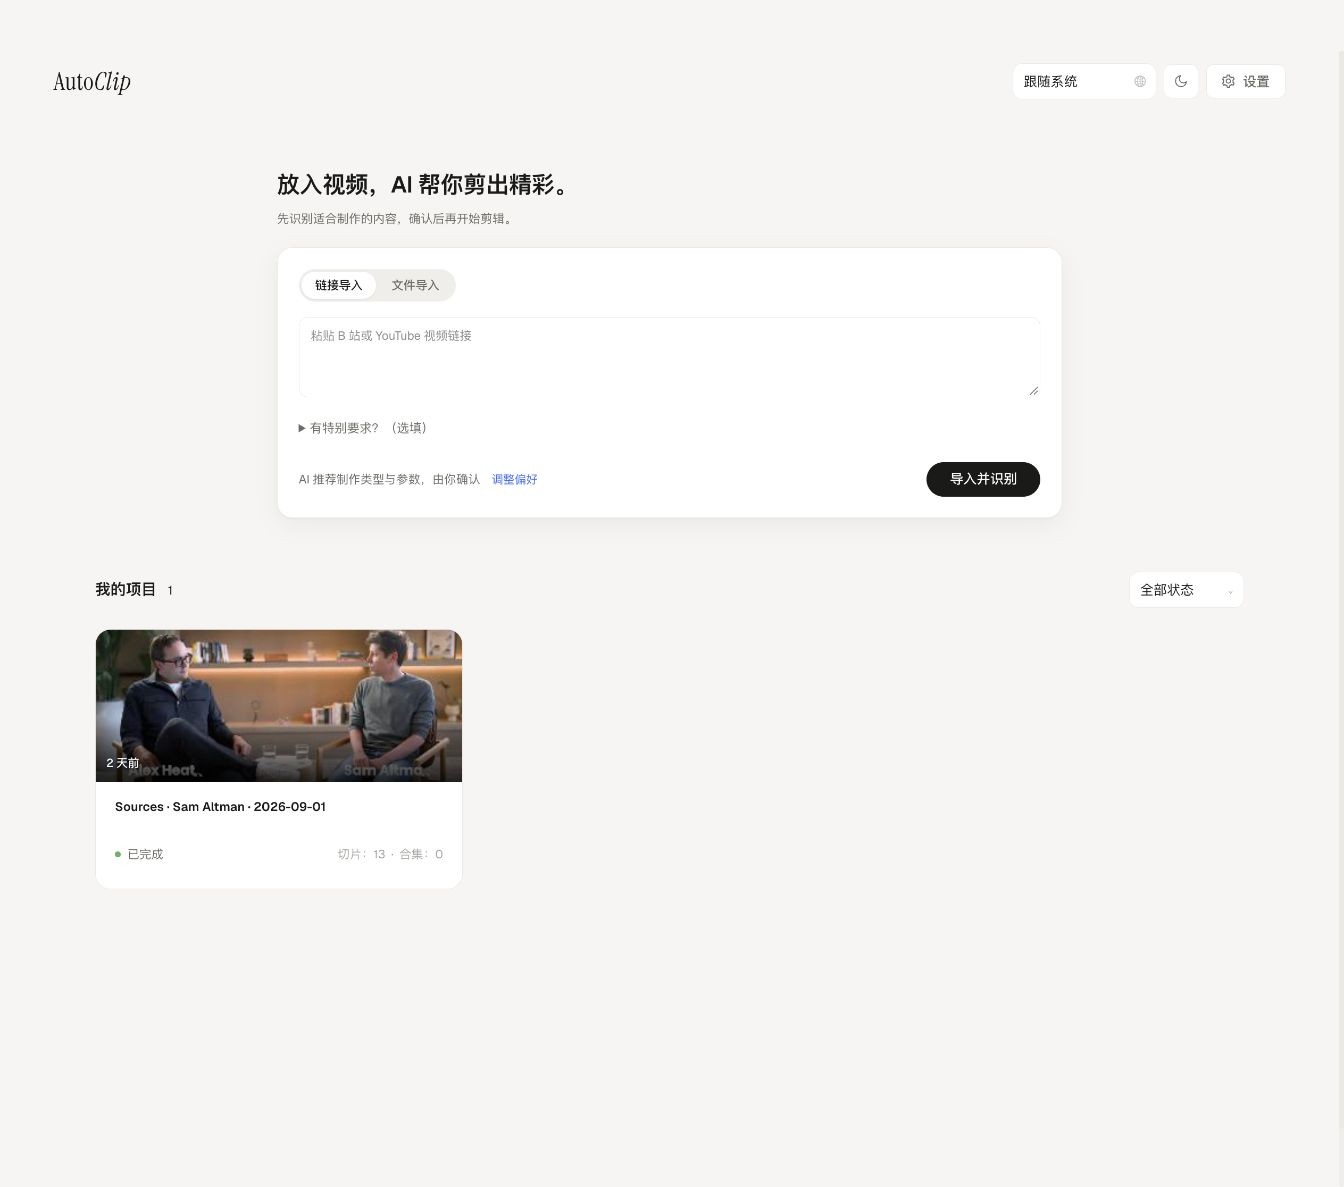 AutoClip
跟随系统
设置
放入视频，AI 帮你剪出精彩。
先识别适合制作的内容，确认后再开始剪辑。
链接导入 文件导入
粘贴 B 站或 YouTube 视频链接
有特别要求？（选填）
AI 推荐制作类型与参数，由你确认 调整偏好
导入并识别
我的项目 1
全部状态
2 天前
Alex Heat
Sam Altma
Sources · Sam Altman · 2026-09-01
已完成
切片：13 · 合集：0